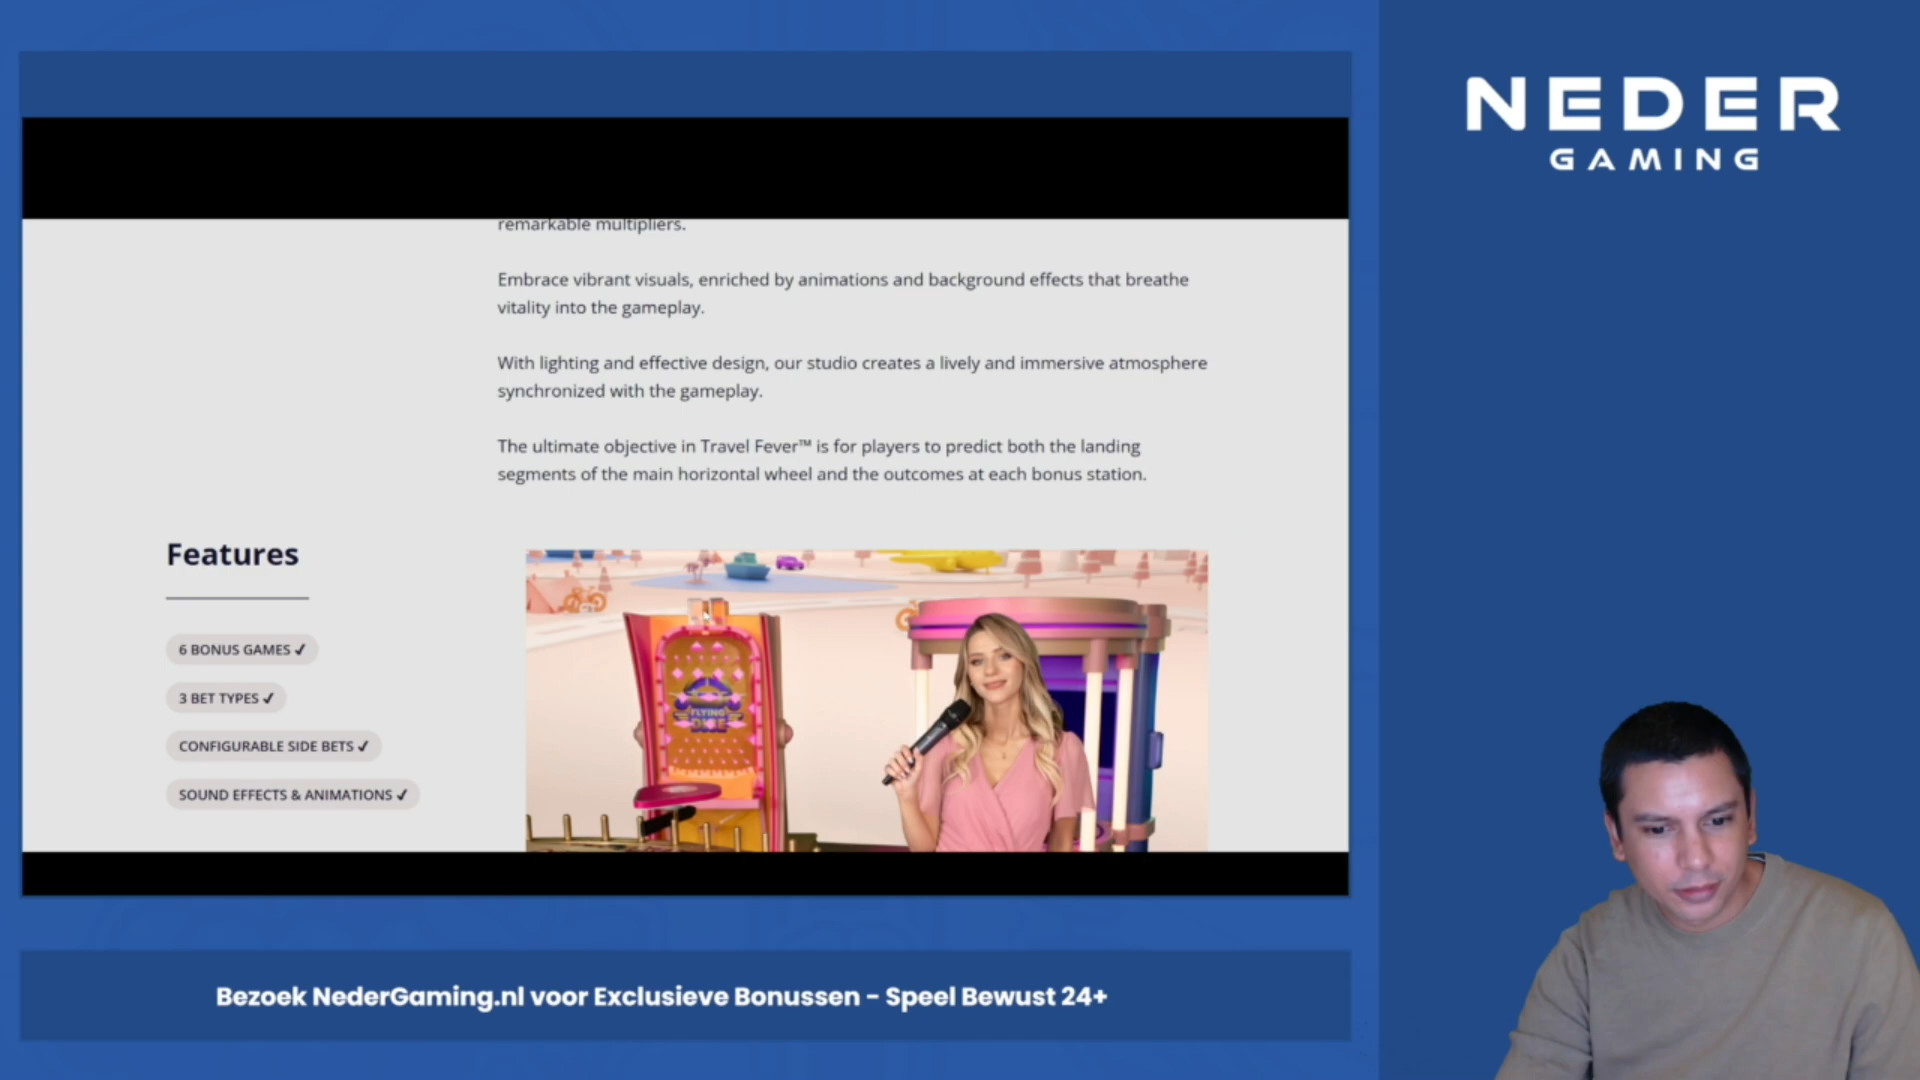 NEDER
GAMING
remarkable multipliers.
Embrace vibrant visuals, enriched by animations and background effects that breathe
vitality into the gameplay.
With lighting and effective design, our studio creates a lively and immersive atmosphere
synchronized with the gameplay.
The ultimate objective in Travel Fever™ is for players to predict both the landing
segments of the main horizontal wheel and the outcomes at each bonus station.
Features
6 BONUS GAMES ✓
3 BET TYPES ✓
CONFIGURABLE SIDE BETS ✓
SOUND EFFECTS & ANIMATIONS ✓
FLYING
DICE
Bezoek NederGaming.nl voor Exclusieve Bonussen - Speel Bewust 24+